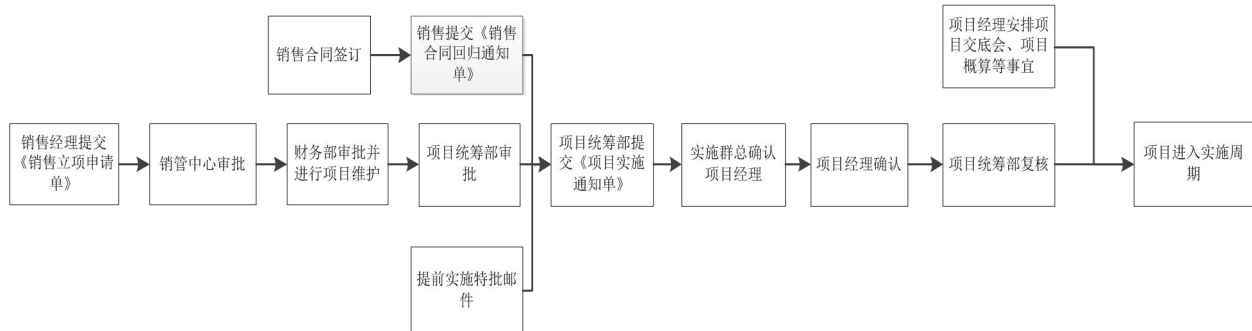 销售合同签订
销售提交《销售
合同回归通知
单》
项目经理安排项
目交底会、项目
概算等事宜
销售经理提交
《销售立项申请
单》
销管中心审批
财务部审批并
进行项目维护
项目统筹部审
批
项目统筹部提
交《项目实施
通知单》
实施群总确认
项目经理
项目经理确认
项目统筹部复核
项目进入实施周
期
提前实施特批邮
件